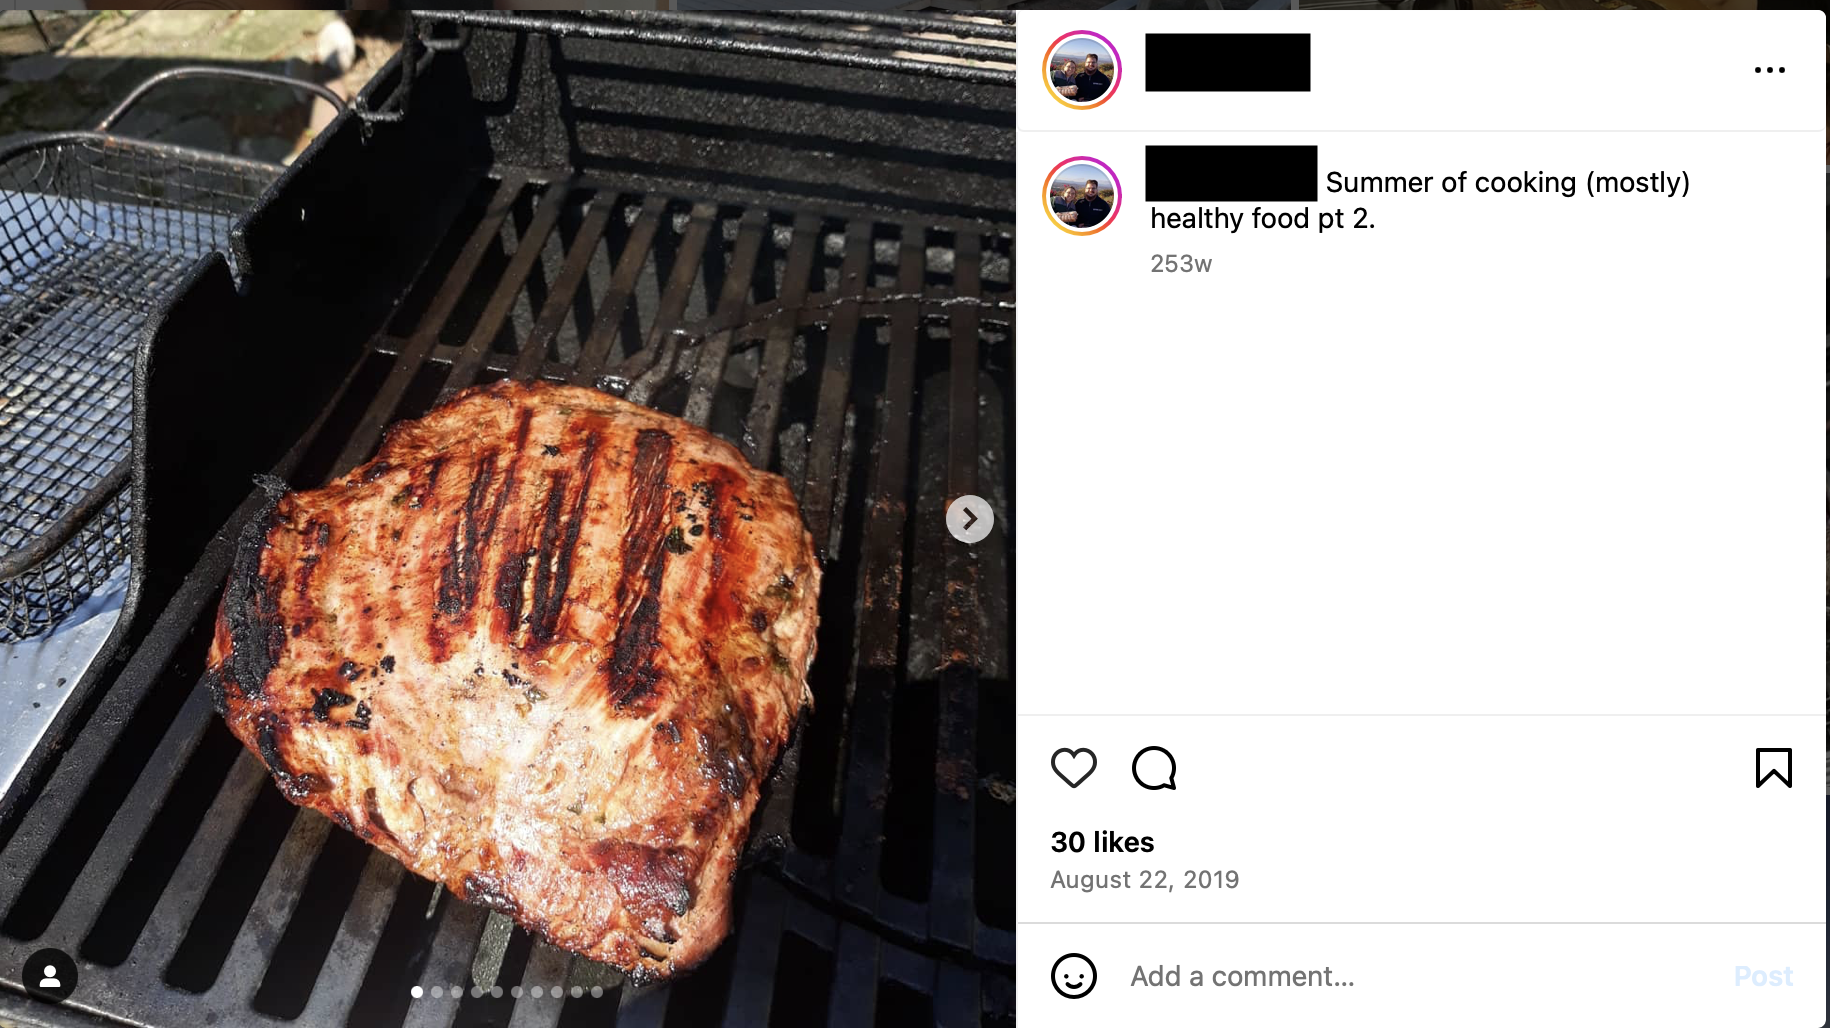 Summer of cooking (mostly)
healthy food pt 2.
253w
30 likes
August 22, 2019
Add a comment...
Post